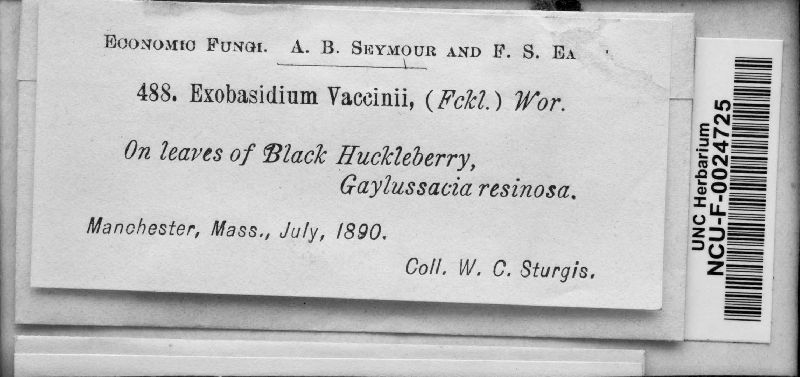 Economic Fungi. A. B. Seymour and F. S. Ea
488. Exobasidium Vaccinii, (Fckl.) Wor.
On leaves of Black Huckleberry,
Gaylussacia resinosa.
Manchester, Mass., July, 1890.
Coll. W. C. Sturgis.
UNC Herbarium
NCU-F-0024725